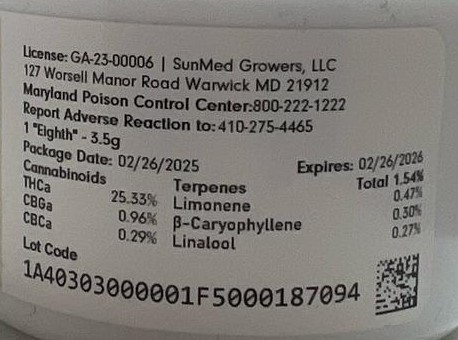 License: GA-23-00006 | SunMed Growers, LLC
127 Worsell Manor Road Warwick MD 21912
Maryland Poison Control Center:800-222-1222
Report Adverse Reaction to: 410-275-4465
1 "Eighth" - 3.5g
Package Date: 02/26/2025 Expires: 02/26/2026
Cannabinoids Terpenes Total 1.54%
THCa 25.33% Limonene 0.47%
CBGa 0.96% β-Caryophyllene 0.30%
CBCa 0.29% Linalool 0.27%
Lot Code
1A40303000001F5000187094